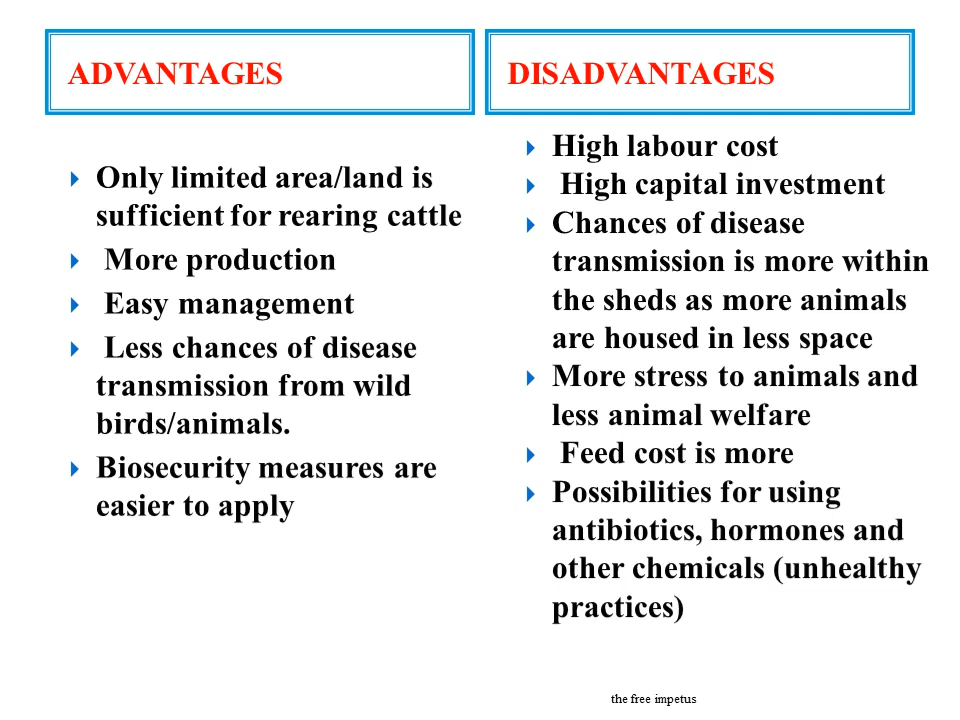 ADVANTAGES
Only limited area/land is
sufficient for rearing cattle
More production
Easy management
Less chances of disease
transmission from wild
birds/animals.
Biosecurity measures are
easier to apply
DISADVANTAGES
High labour cost
High capital investment
Chances of disease
transmission is more within
the sheds as more animals
are housed in less space
More stress to animals and
less animal welfare
Feed cost is more
Possibilities for using
antibiotics, hormones and
other chemicals (unhealthy
practices)
the free impetus